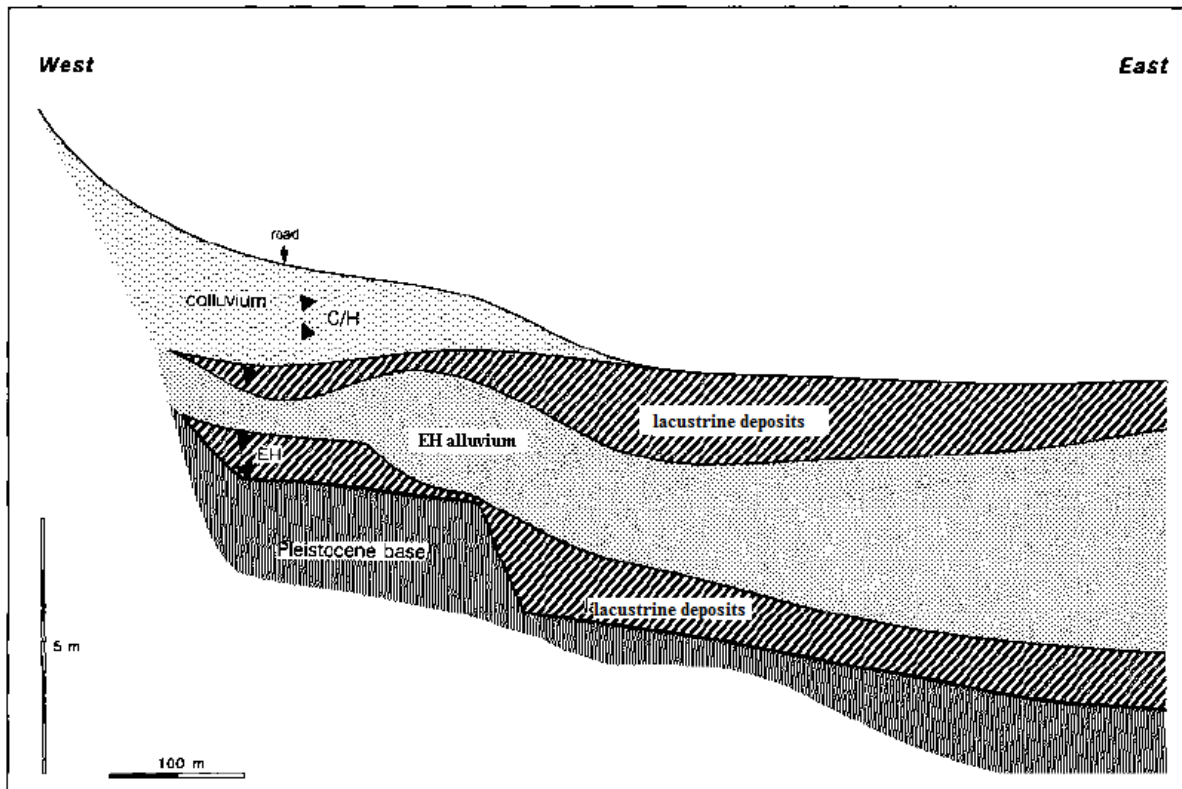 West
East
road
colluvium
C/H
lacustrine deposits
EH alluvium
EH
Pleistocene base
lacustrine deposits
5 m
100 m